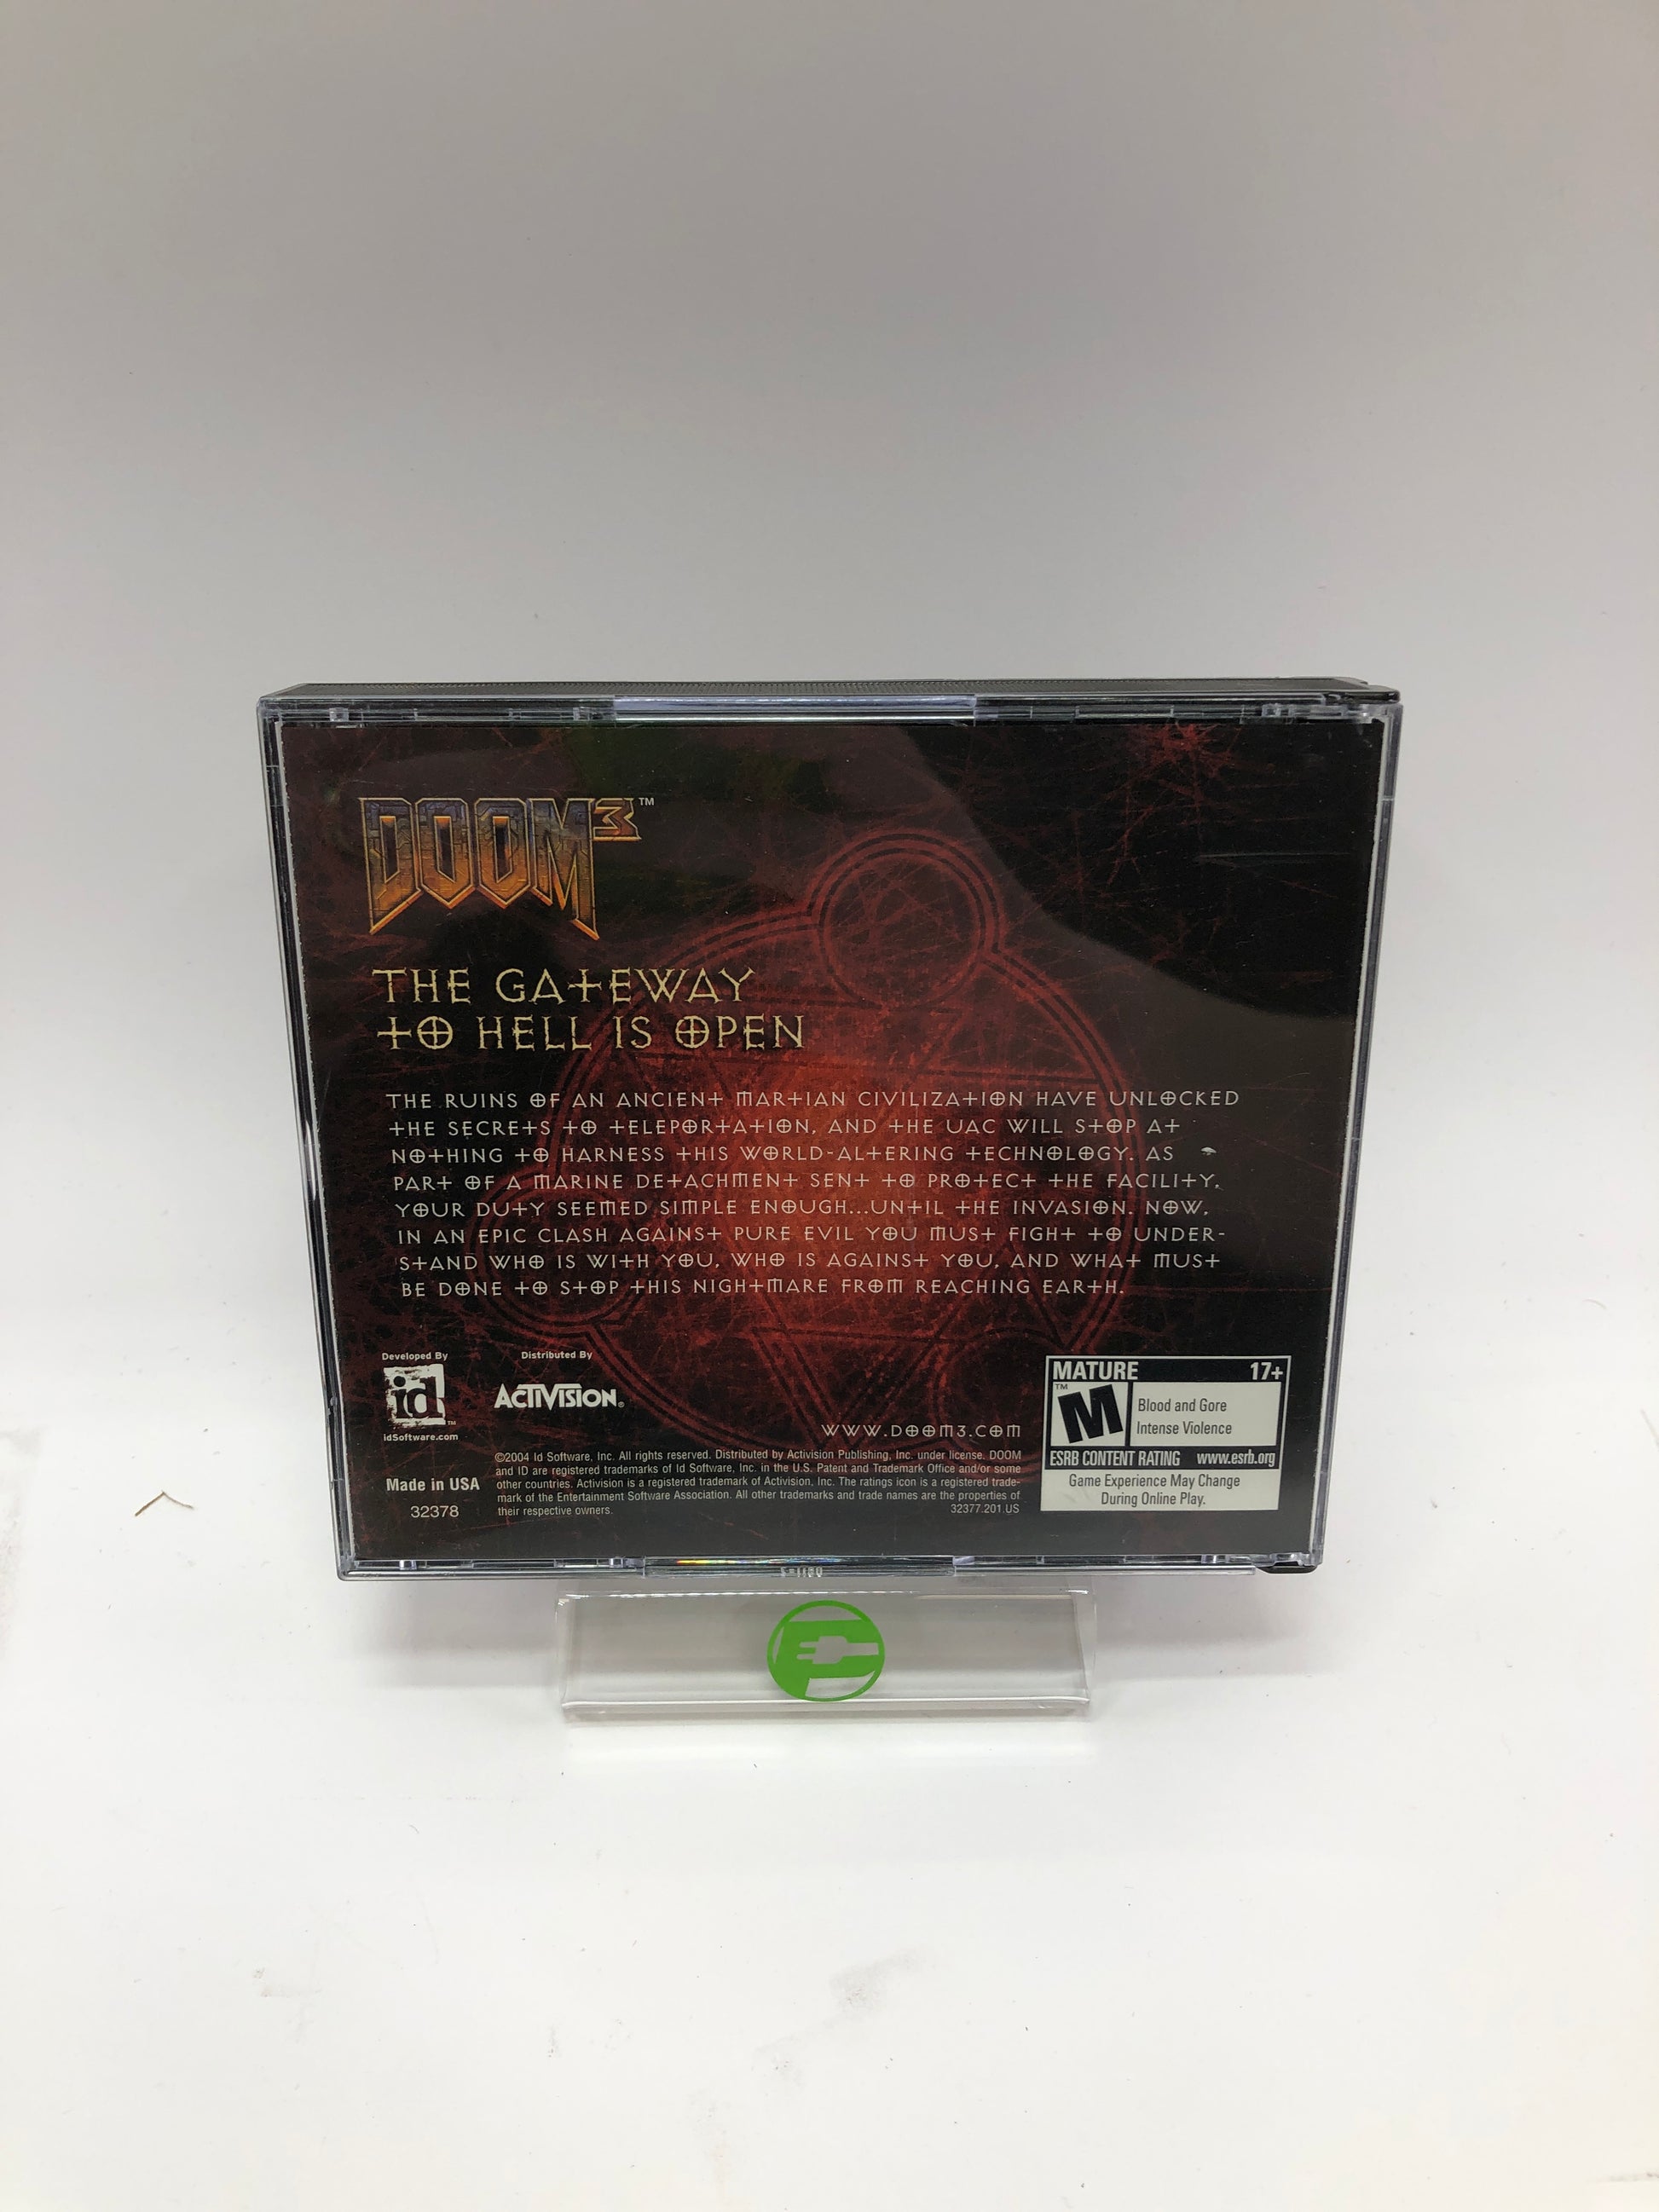 DOOM 3™
THE GATEWAY
TO HELL IS OPEN
THE RUINS OF AN ANCIENT MARTIAN CIVILIZATION HAVE UNLOCKED
THE SECRETS TO TELEPORTATION, AND THE UAC WILL STOP AT
NOTHING TO HARNESS THIS WORLD-ALTERING TECHNOLOGY. AS
PART OF A MARINE DETACHMENT SENT TO PROTECT THE FACILITY,
YOUR DUTY SEEMED SIMPLE ENOUGH...UNTIL THE INVASION. NOW,
IN AN EPIC CLASH AGAINST PURE EVIL YOU MUST FIGHT TO UNDER-
STAND WHO IS WITH YOU, WHO IS AGAINST YOU, AND WHAT MUST
BE DONE TO STOP THIS NIGHTMARE FROM REACHING EARTH.
Developed By
id™
idSoftware.com
Distributed By
ACTIVISION®
WWW.DOOM3.COM
Made in USA
32378
©2004 Id Software, Inc. All rights reserved. Distributed by Activision Publishing, Inc. under license. DOOM
and ID are registered trademarks of Id Software, Inc. in the U.S. Patent and Trademark Office and/or some
other countries. Activision is a registered trademark of Activision, Inc. The ratings icon is a registered trade-
mark of the Entertainment Software Association. All other trademarks and trade names are the properties of
their respective owners. 32377.201.US
MATURE 17+
™
M
Blood and Gore
Intense Violence
ESRB CONTENT RATING www.esrb.org
Game Experience May Change
During Online Play.